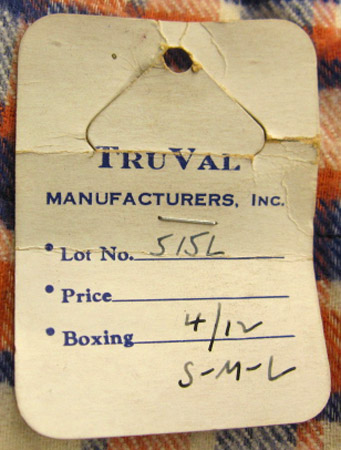 TRUVAL
MANUFACTURERS, INC.
• Lot No. 515L
• Price
• Boxing 4/12
S-M-L